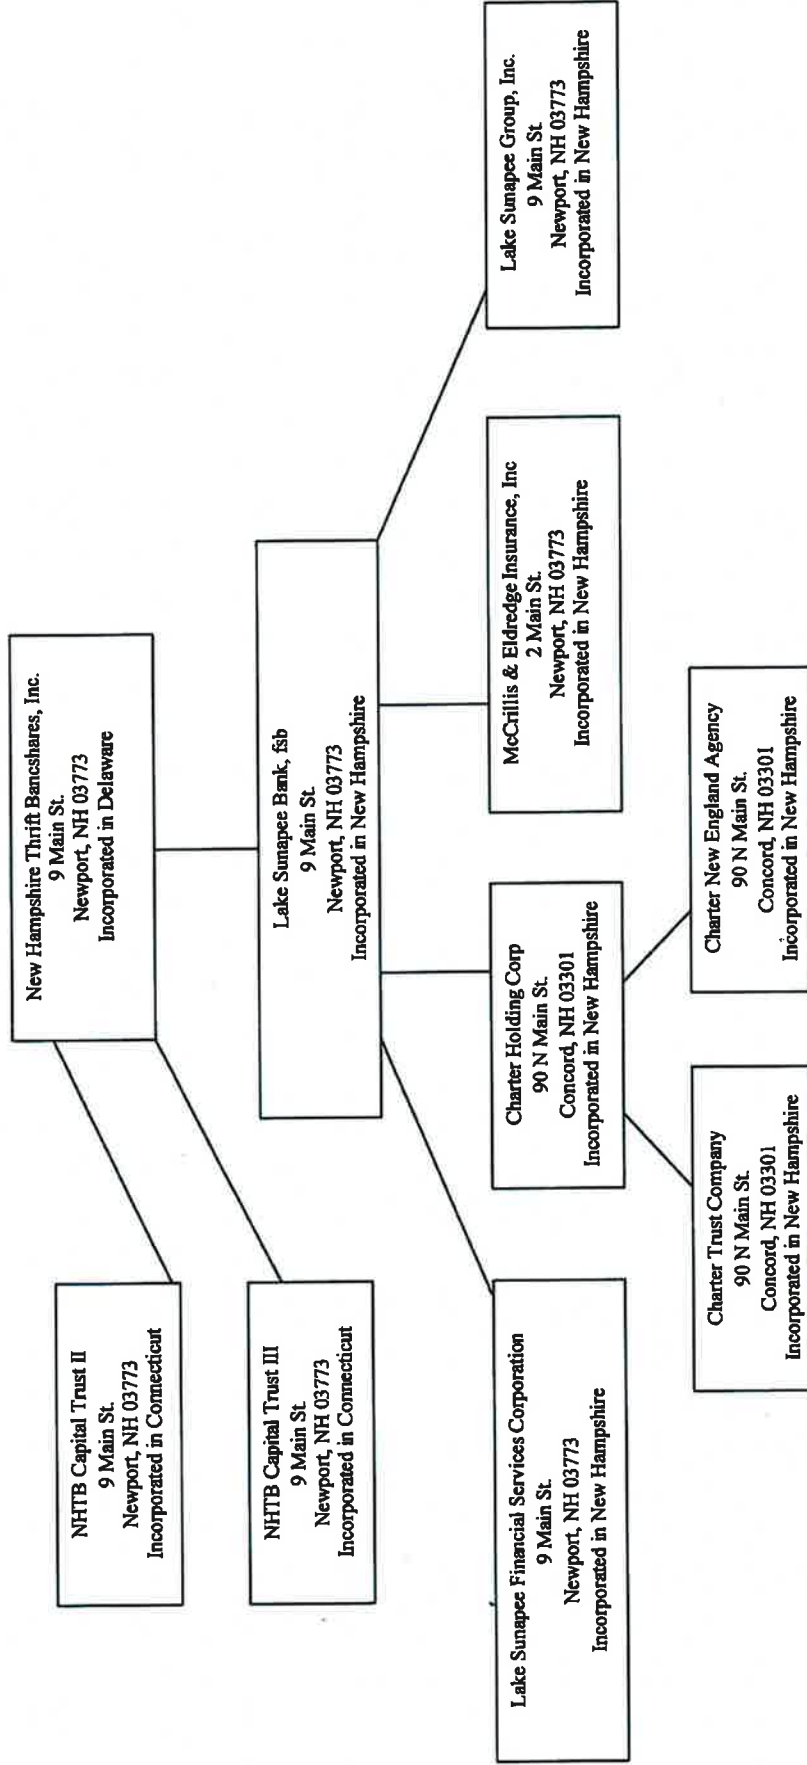 New Hampshire Thrift Bancshares, Inc.
9 Main St.
Newport, NH 03773
Incorporated in Delaware
NHTB Capital Trust II
9 Main St.
Newport, NH 03773
Incorporated in Connecticut
NHTB Capital Trust III
9 Main St.
Newport, NH 03773
Incorporated in Connecticut
Lake Sunapee Bank, fsb
9 Main St.
Newport, NH 03773
Incorporated in New Hampshire
Lake Sunapee Financial Services Corporation
9 Main St.
Newport, NH 03773
Incorporated in New Hampshire
Charter Holding Corp
90 N Main St.
Concord, NH 03301
Incorporated in New Hampshire
McCrillis & Eldredge Insurance, Inc
2 Main St.
Newport, NH 03773
Incorporated in New Hampshire
Lake Sunapee Group, Inc.
9 Main St.
Newport, NH 03773
Incorporated in New Hampshire
Charter Trust Company
90 N Main St.
Concord, NH 03301
Incorporated in New Hampshire
Charter New England Agency
90 N Main St.
Concord, NH 03301
Incorporated in New Hampshire